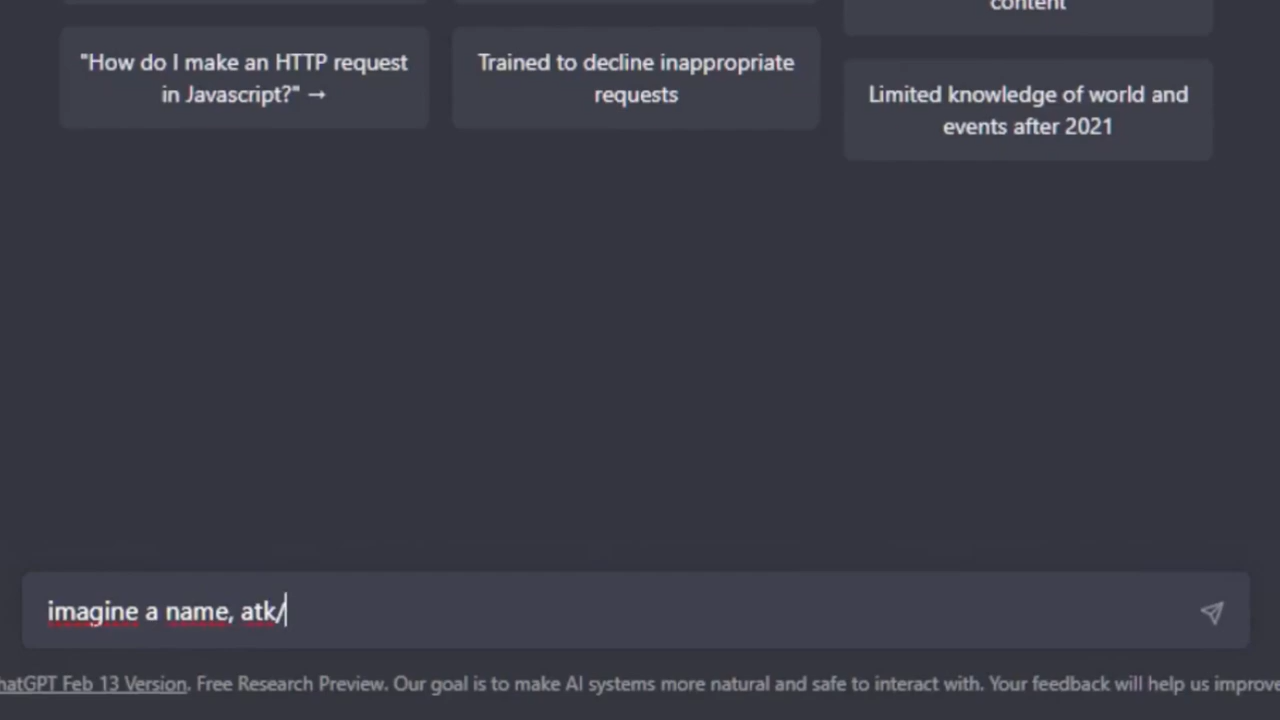 content
"How do I make an HTTP request
in Javascript?" →
Trained to decline inappropriate
requests
Limited knowledge of world and
events after 2021
imagine a name, atk/
hatGPT Feb 13 Version. Free Research Preview. Our goal is to make AI systems more natural and safe to interact with. Your feedback will help us improve